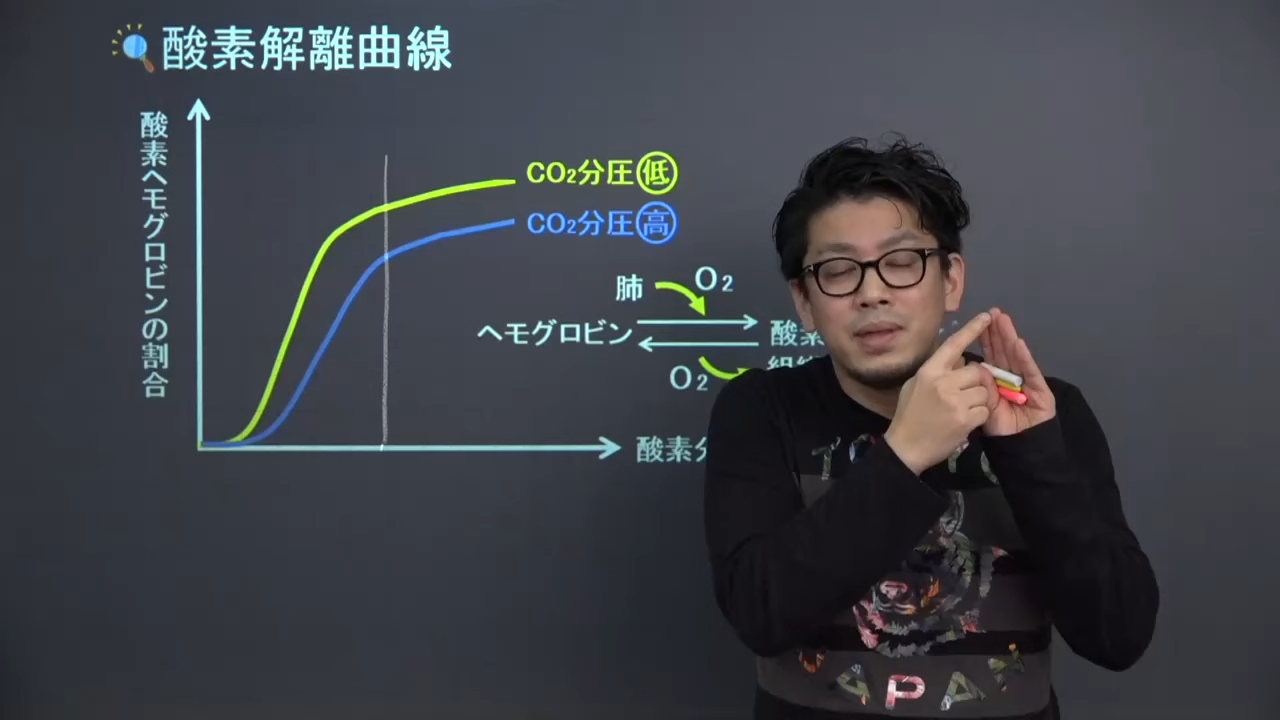 酸素解離曲線
酸素ヘモグロビンの割合
CO₂分圧低
CO₂分圧高
肺 O₂
ヘモグロビン 酸素
O₂
酸素分